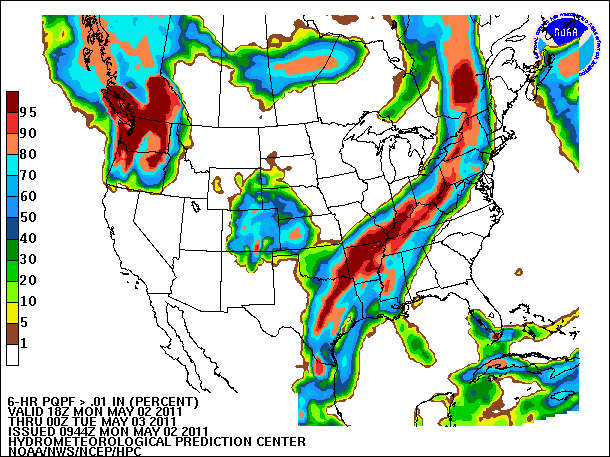 NOAA
95
90
80
70
60
50
40
30
20
10
5
1
6-HR PQPF > .01 IN (PERCENT)
VALID 18Z MON MAY 02 2011
THRU 00Z TUE MAY 03 2011
ISSUED 0944Z MON MAY 02 2011
HYDROMETEOROLOGICAL PREDICTION CENTER
NOAA/NWS/NCEP/HPC